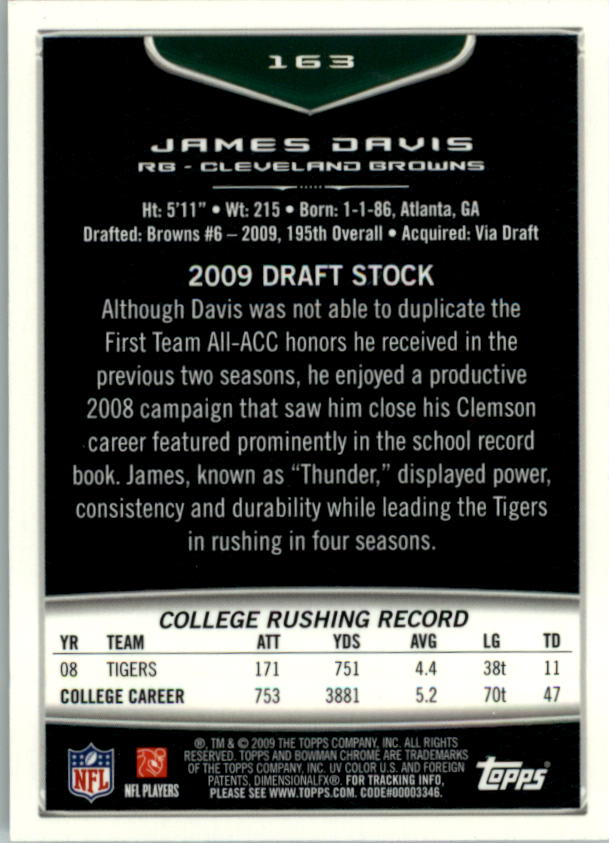 163
JAMES DAVIS
RB - CLEVELAND BROWNS
Ht: 5'11" • Wt: 215 • Born: 1-1-86, Atlanta, GA
Drafted: Browns #6 – 2009, 195th Overall • Acquired: Via Draft
2009 DRAFT STOCK
Although Davis was not able to duplicate the
First Team All-ACC honors he received in the
previous two seasons, he enjoyed a productive
2008 campaign that saw him close his Clemson
career featured prominently in the school record
book. James, known as “Thunder,” displayed power,
consistency and durability while leading the Tigers
in rushing in four seasons.
COLLEGE RUSHING RECORD
YR TEAM ATT YDS AVG LG TD
08 TIGERS 171 751 4.4 38t 11
COLLEGE CAREER 753 3881 5.2 70t 47
®, TM & © 2009 THE TOPPS COMPANY, INC. ALL RIGHTS
RESERVED. TOPPS AND BOWMAN CHROME ARE TRADEMARKS
OF THE TOPPS COMPANY, INC. UV COLOR U.S. AND FOREIGN
PATENTS, DIMENSIONALFX®. FOR TRACKING INFO,
PLEASE SEE WWW.TOPPS.COM. CODE#00003346.
NFL
NFL PLAYERS
Topps®